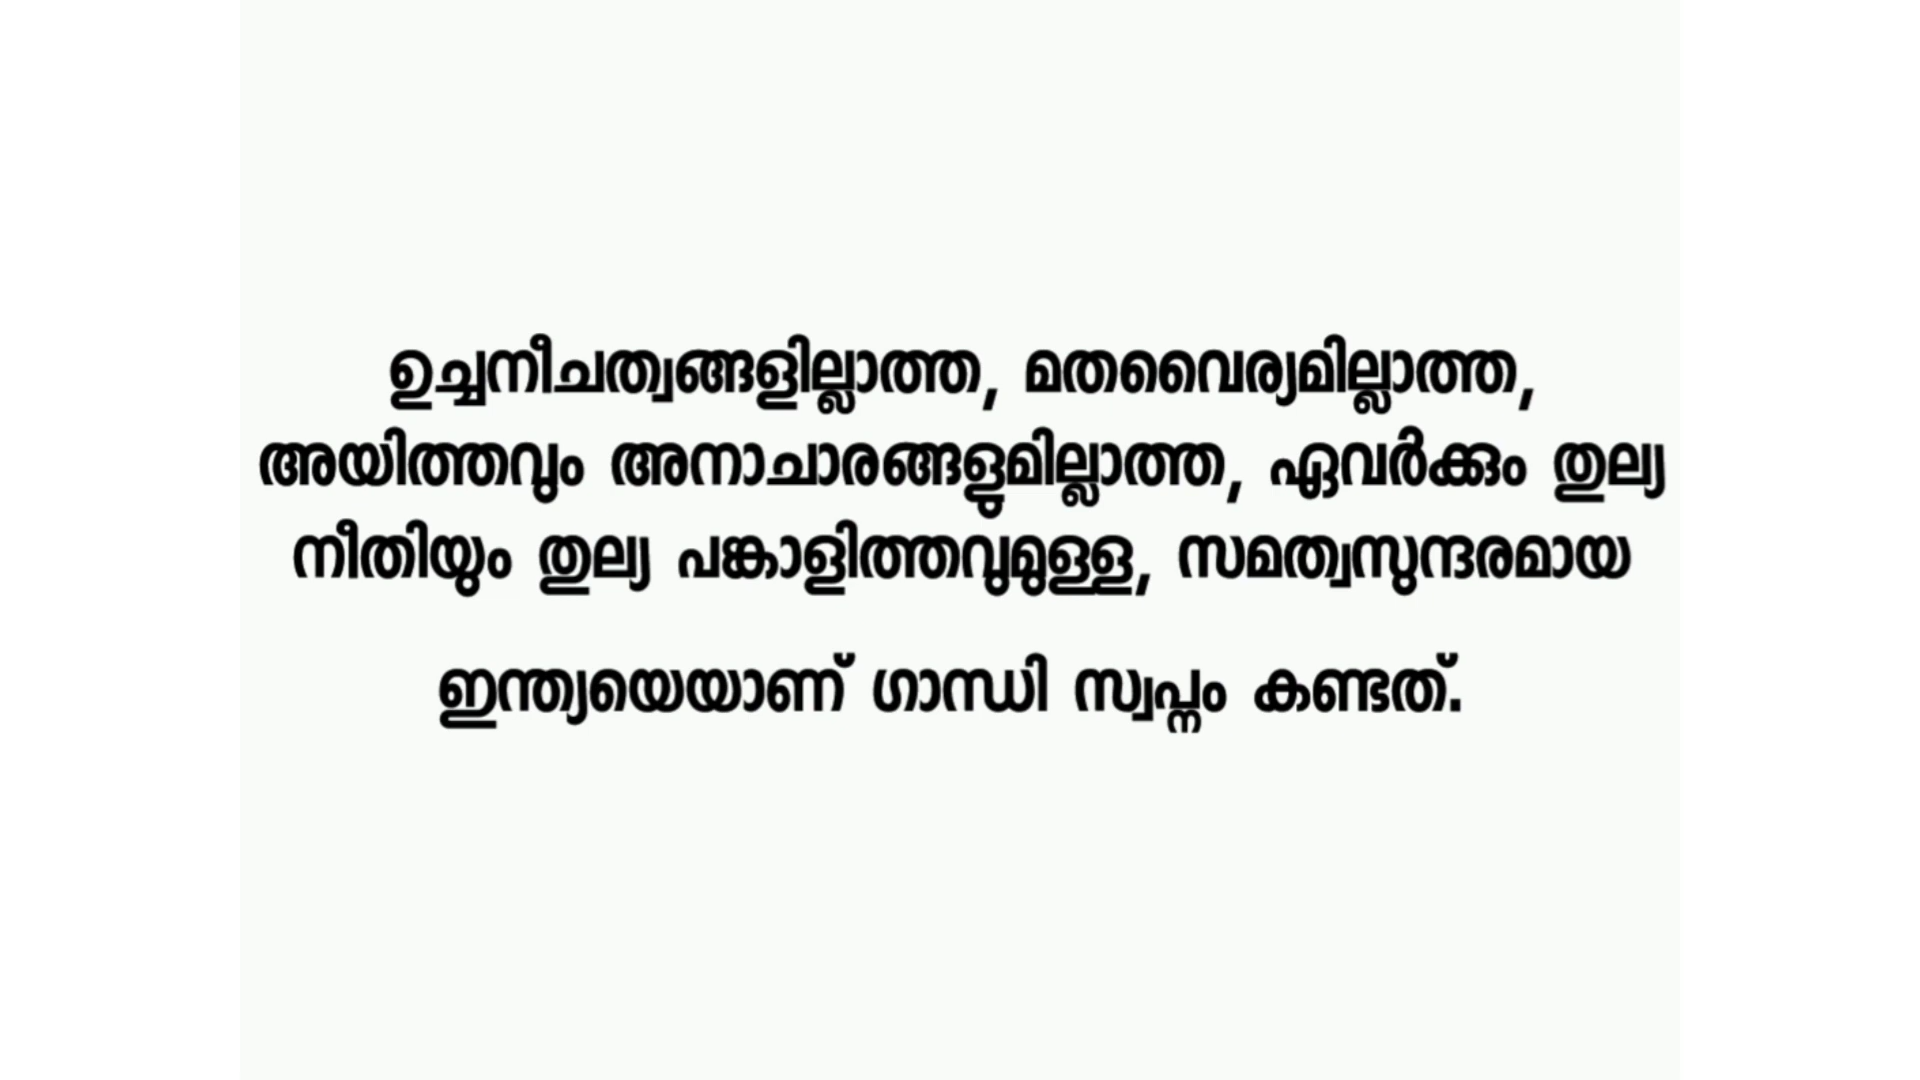 ഉച്ചനീചത്വങ്ങളില്ലാത്ത, മതവൈര്യമില്ലാത്ത,
അയിത്തവും അനാചാരങ്ങളുമില്ലാത്ത, ഏവർക്കും തുല്യ
നീതിയും തുല്യ പങ്കാളിത്തവുമുള്ള, സമത്വസുന്ദരമായ
ഇന്ത്യയെയാണ് ഗാന്ധി സ്വപ്നം കണ്ടത്.